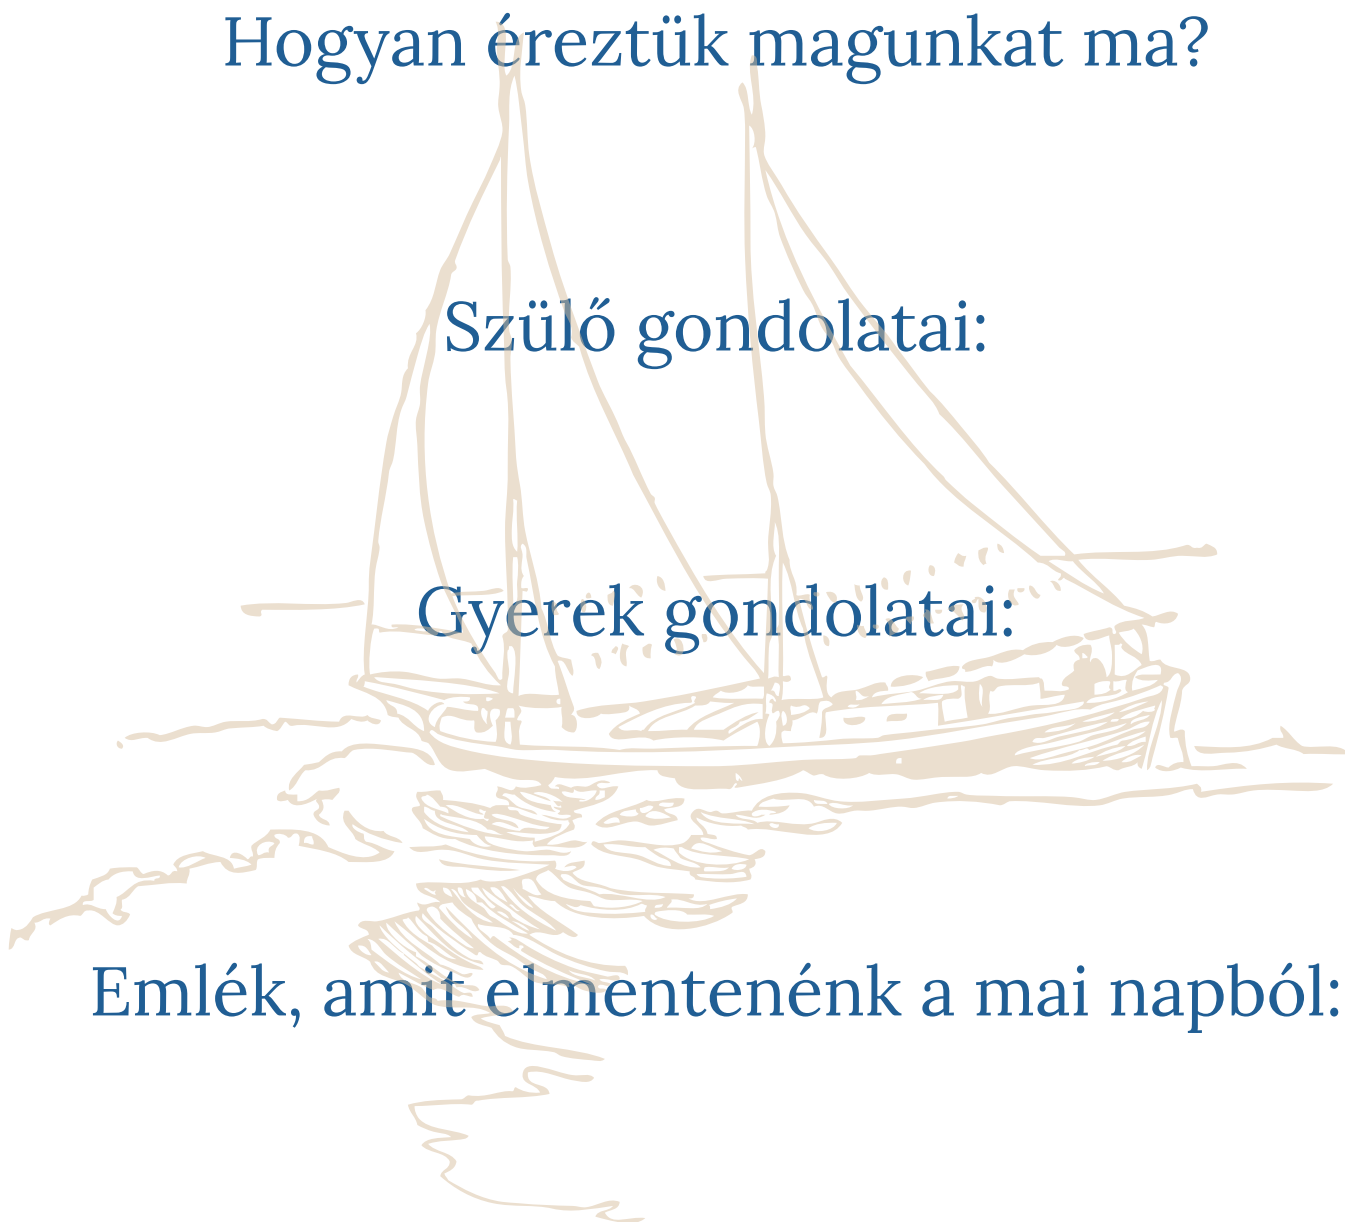 Hogyan éreztük magunkat ma?
Szülő gondolatai:
Gyerek gondolatai:
Emlék, amit elmentenénk a mai napból: